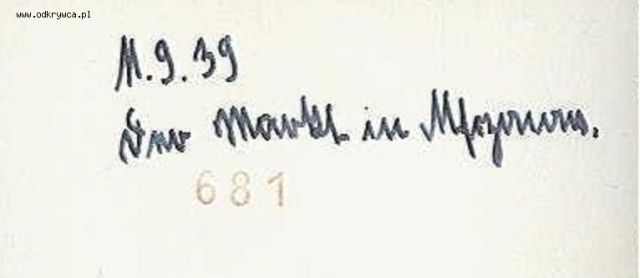 www.odkrywca.pl
11.9.39
Der Markt in
681